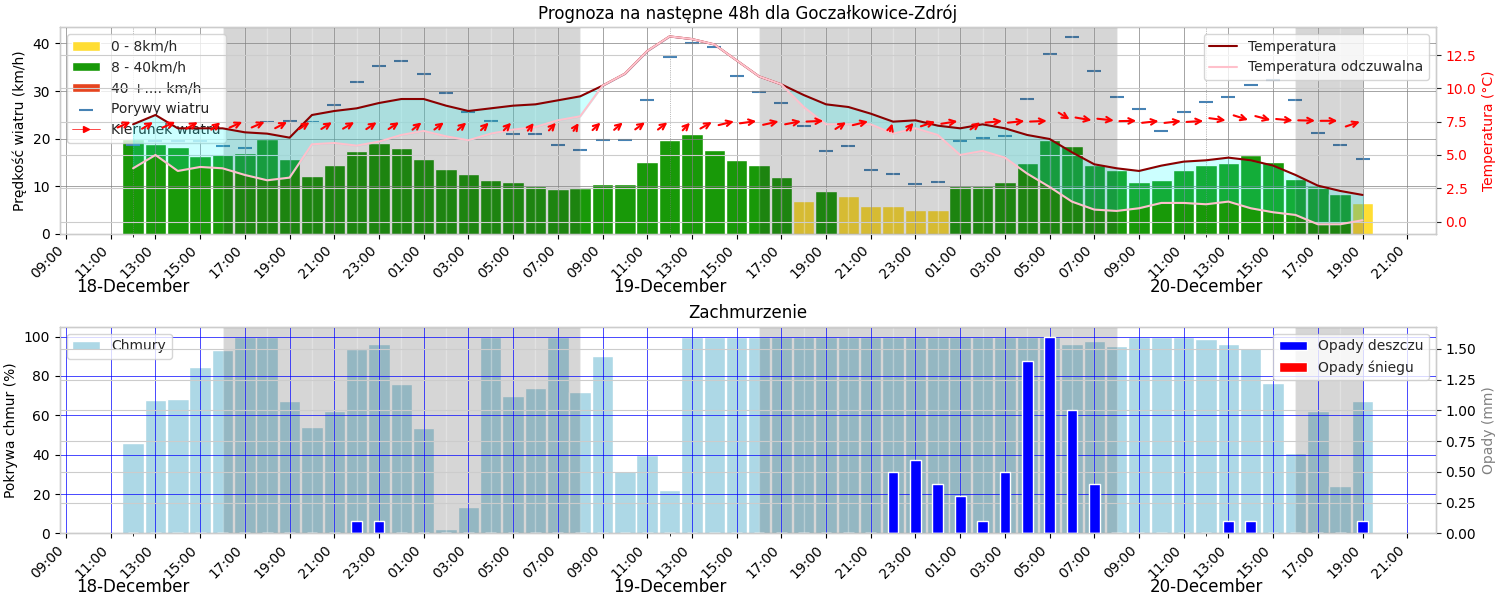 Prognoza na następne 48h dla Goczałkowice-Zdrój
Prędkość wiatru (km/h)
40
30
20
10
0
0 - 8km/h
8 - 40km/h
40 + .... km/h
Porywy wiatru
Kierunek wiatru
Temperatura
Temperatura odczuwalna
12.5
10.0
7.5
5.0
2.5
0.0
Temperatura (°C)
09:00 11:00 13:00 15:00 17:00 19:00 21:00 23:00 01:00 03:00 05:00 07:00 09:00 11:00 13:00 15:00 17:00 19:00 21:00 23:00 01:00 03:00 05:00 07:00 09:00 11:00 13:00 15:00 17:00 19:00 21:00
18-December 19-December 20-December
Zachmurzenie
Pokrywa chmur (%)
100
80
60
40
20
0
Chmury
Opady deszczu
Opady śniegu
1.50
1.25
1.00
0.75
0.50
0.25
0.00
Opady (mm)
09:00 11:00 13:00 15:00 17:00 19:00 21:00 23:00 01:00 03:00 05:00 07:00 09:00 11:00 13:00 15:00 17:00 19:00 21:00 23:00 01:00 03:00 05:00 07:00 09:00 11:00 13:00 15:00 17:00 19:00 21:00
18-December 19-December 20-December